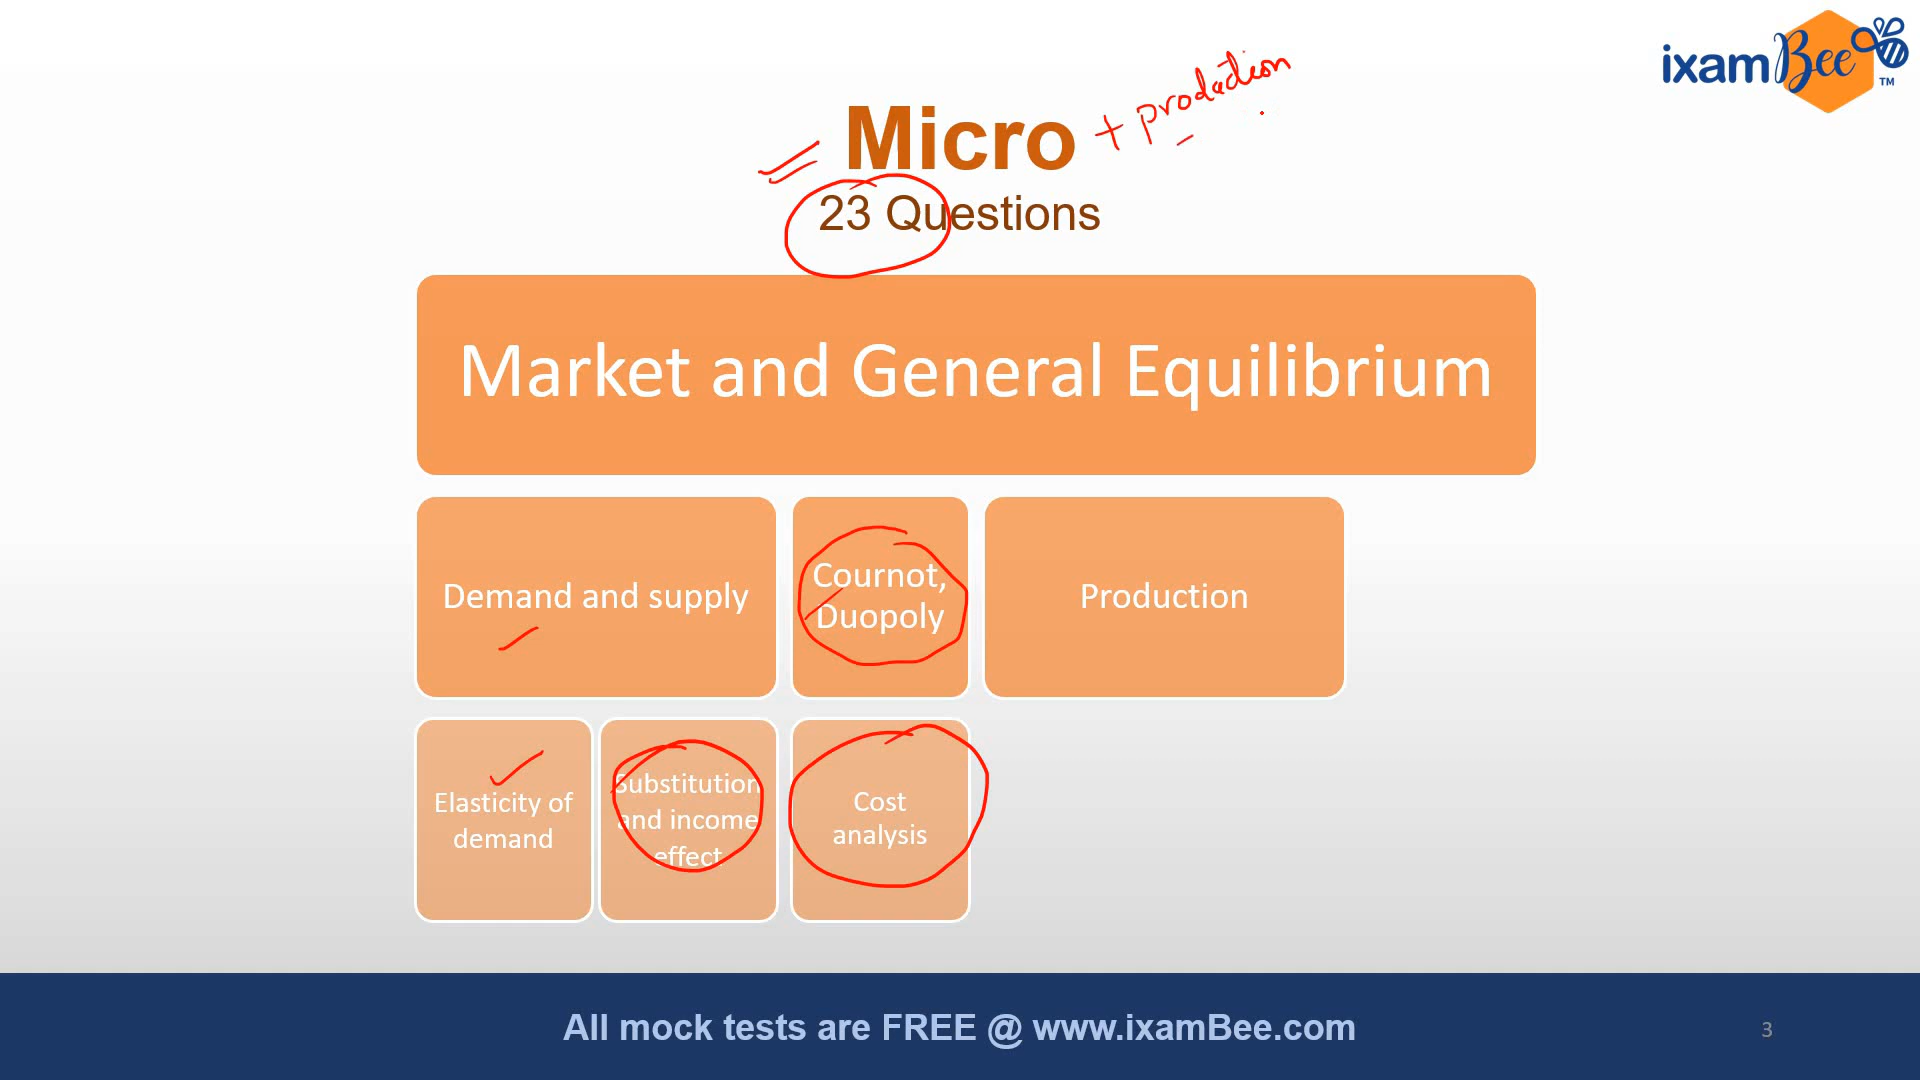 ixamBee
TM
Micro + production
23 Questions
Market and General Equilibrium
Demand and supply
Cournot,
Duopoly
Production
Elasticity of
demand
Substitution
and income
effect
Cost
analysis
All mock tests are FREE @ www.ixamBee.com
3